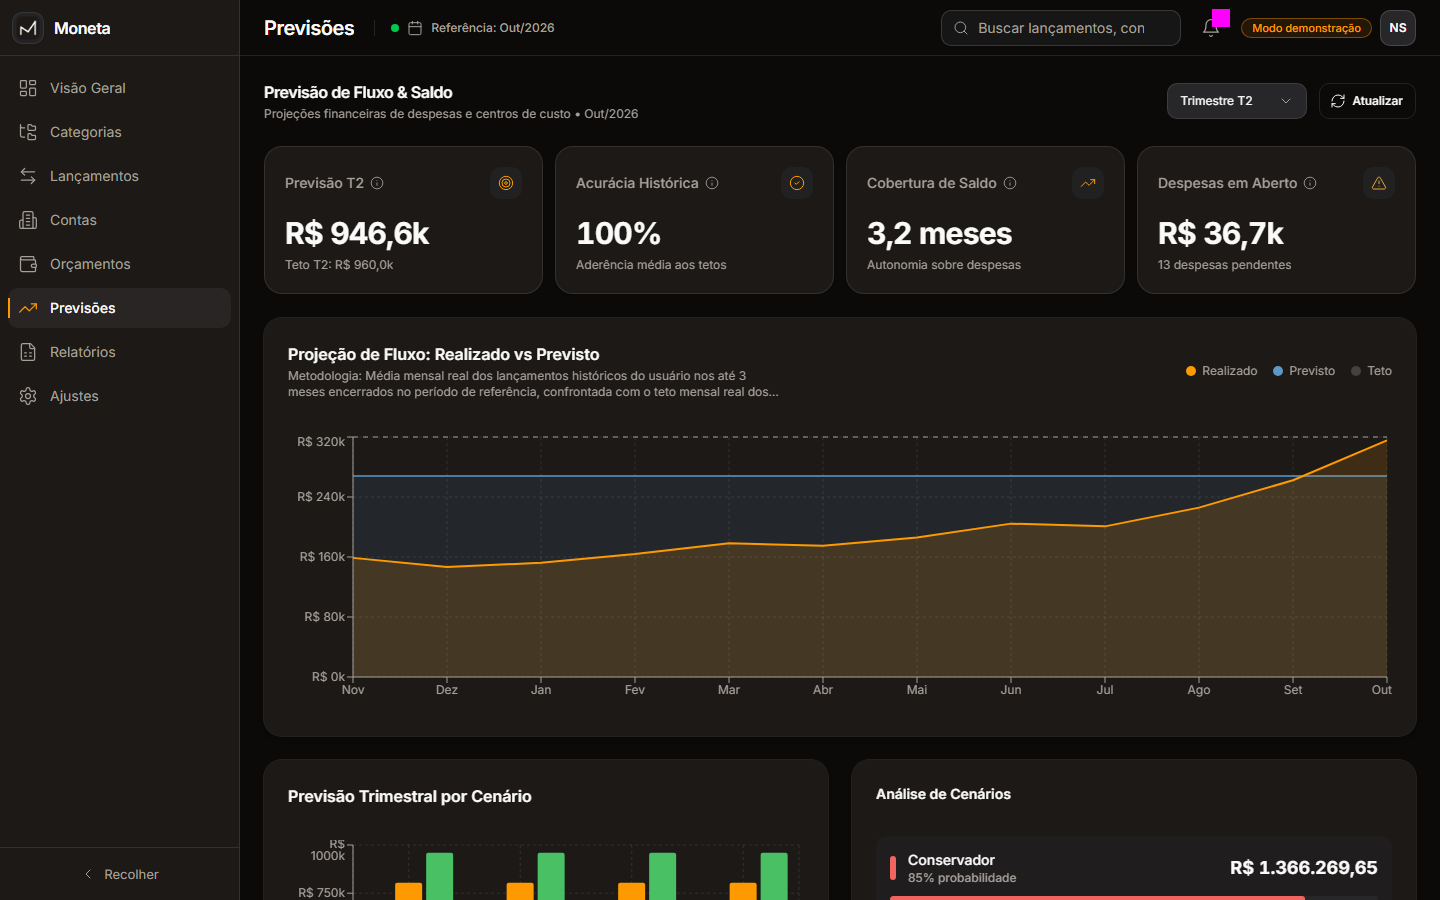 Moneta
Previsões
Referência: Out/2026
Buscar lançamentos, con
Modo demonstração
NS
Visão Geral
Categorias
Lançamentos
Contas
Orçamentos
Previsões
Relatórios
Ajustes
Recolher
Previsão de Fluxo & Saldo
Projeções financeiras de despesas e centros de custo • Out/2026
Trimestre T2
Atualizar
Previsão T2
R$ 946,6k
Teto T2: R$ 960,0k
Acurácia Histórica
100%
Aderência média aos tetos
Cobertura de Saldo
3,2 meses
Autonomia sobre despesas
Despesas em Aberto
R$ 36,7k
13 despesas pendentes
Projeção de Fluxo: Realizado vs Previsto
Metodologia: Média mensal real dos lançamentos históricos do usuário nos até 3
meses encerrados no período de referência, confrontada com o teto mensal real dos...
Realizado
Previsto
Teto
R$ 320k
R$ 240k
R$ 160k
R$ 80k
R$ 0k
Nov
Dez
Jan
Fev
Mar
Abr
Mai
Jun
Jul
Ago
Set
Out
Previsão Trimestral por Cenário
R$
1000k
R$ 750k
Análise de Cenários
Conservador
85% probabilidade
R$ 1.366.269,65